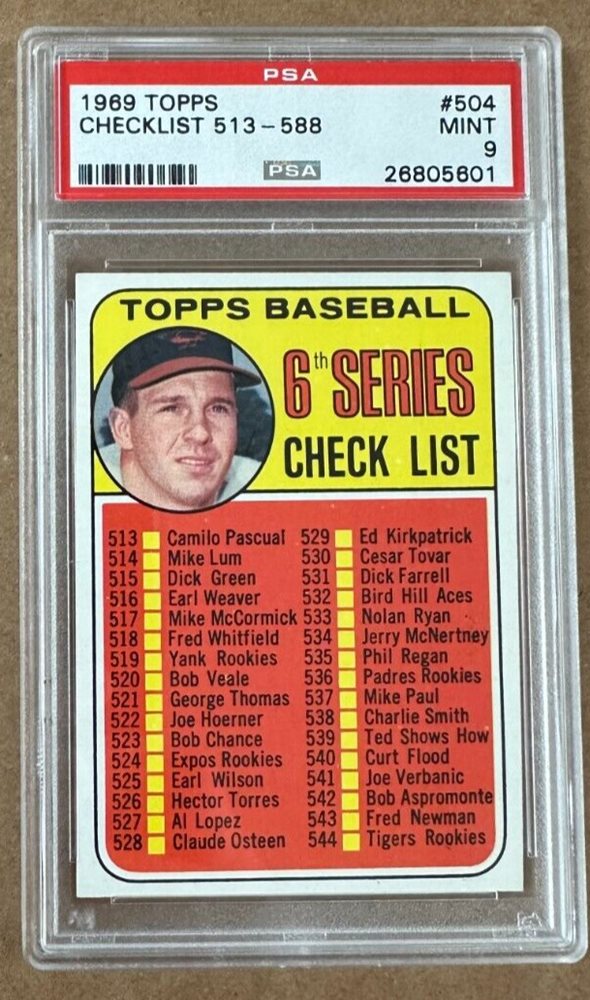 PSA
1969 TOPPS #504
CHECKLIST 513-588 MINT
9
PSA 26805601
TOPPS BASEBALL
6th SERIES
CHECK LIST
513 Camilo Pascual 529 Ed Kirkpatrick
514 Mike Lum 530 Cesar Tovar
515 Dick Green 531 Dick Farrell
516 Earl Weaver 532 Bird Hill Aces
517 Mike McCormick 533 Nolan Ryan
518 Fred Whitfield 534 Jerry McNertney
519 Yank Rookies 535 Phil Regan
520 Bob Veale 536 Padres Rookies
521 George Thomas 537 Mike Paul
522 Joe Hoerner 538 Charlie Smith
523 Bob Chance 539 Ted Shows How
524 Expos Rookies 540 Curt Flood
525 Earl Wilson 541 Joe Verbanic
526 Hector Torres 542 Bob Aspromonte
527 Al Lopez 543 Fred Newman
528 Claude Osteen 544 Tigers Rookies